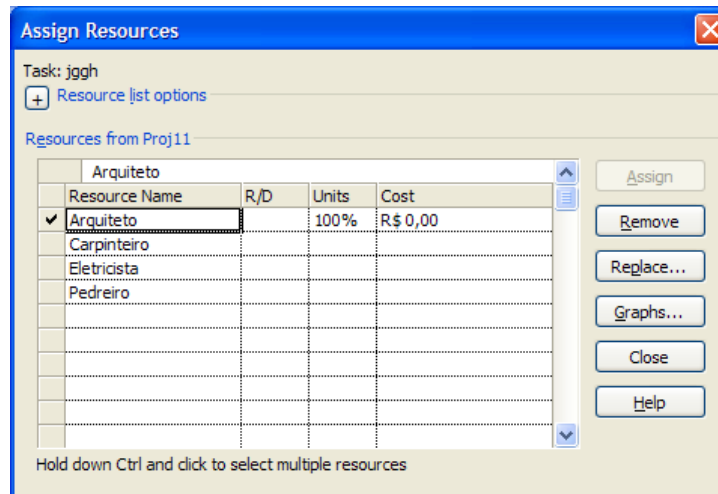 Assign Resources
Task: jggh
+ Resource list options
Resources from Proj11
Arquiteto
Assign
Resource Name R/D Units Cost
Arquiteto 100% R$ 0,00
Remove
Carpinteiro
Eletricista
Replace...
Pedreiro
Graphs...
Close
Help
Hold down Ctrl and click to select multiple resources